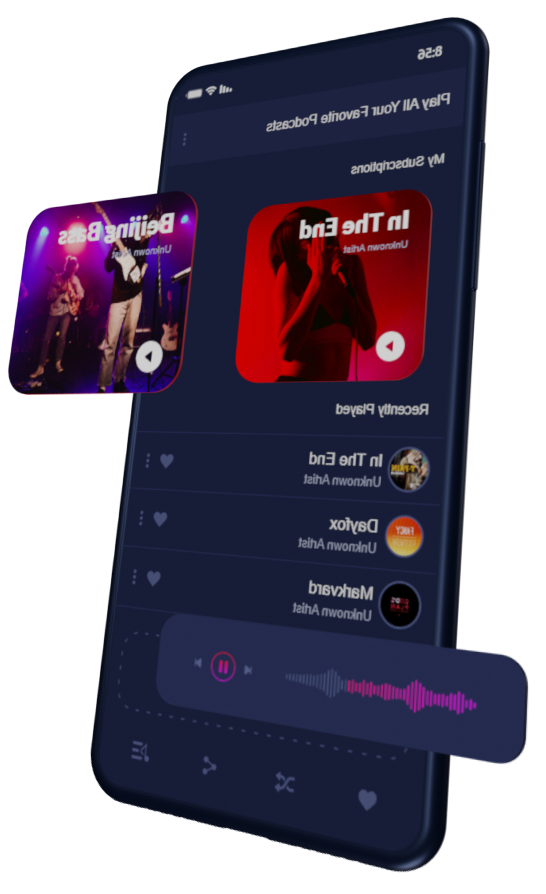 8:56
Play All Your Favorite Podcasts
My Subscriptions
In The End
Unknown Artist
Beijing Bass
Unknown Artist
Recently Played
In The End
Unknown Artist
Dayfox
Unknown Artist
Markvard
Unknown Artist